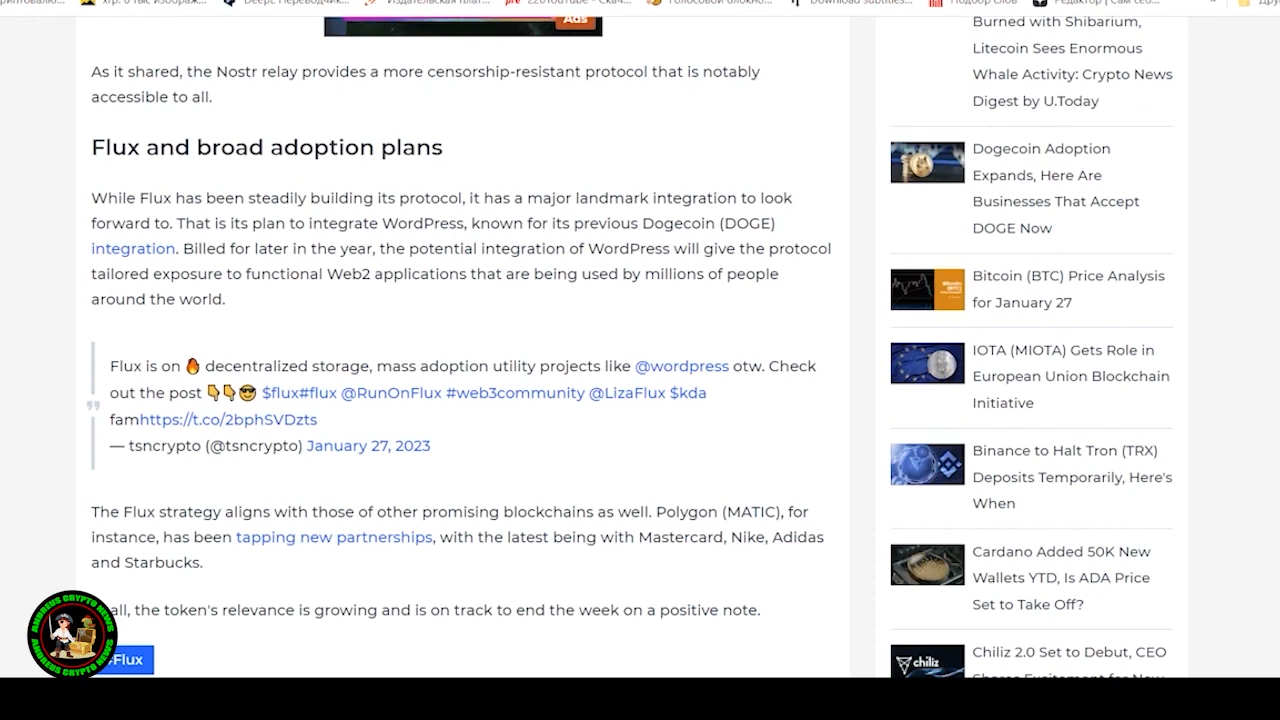 Ads
As it shared, the Nostr relay provides a more censorship-resistant protocol that is notably
accessible to all.
Flux and broad adoption plans
While Flux has been steadily building its protocol, it has a major landmark integration to look
forward to. That is its plan to integrate WordPress, known for its previous Dogecoin (DOGE)
integration. Billed for later in the year, the potential integration of WordPress will give the protocol
tailored exposure to functional Web2 applications that are being used by millions of people
around the world.
Flux is on 🔥 decentralized storage, mass adoption utility projects like @wordpress otw. Check
out the post 👇👇😎 $flux#flux @RunOnFlux #web3community @LizaFlux $kda
famhttps://t.co/2bphSVDzts
— tsncrypto (@tsncrypto) January 27, 2023
The Flux strategy aligns with those of other promising blockchains as well. Polygon (MATIC), for
instance, has been tapping new partnerships, with the latest being with Mastercard, Nike, Adidas
and Starbucks.
all, the token's relevance is growing and is on track to end the week on a positive note.
Flux
ANDREUS CRYPTO NEWS
ANDREUS CRYPTO NEWS
Burned with Shibarium,
Litecoin Sees Enormous
Whale Activity: Crypto News
Digest by U.Today
Dogecoin Adoption
Expands, Here Are
Businesses That Accept
DOGE Now
Bitcoin (BTC) Price Analysis
for January 27
IOTA (MIOTA) Gets Role in
European Union Blockchain
Initiative
Binance to Halt Tron (TRX)
Deposits Temporarily, Here's
When
Cardano Added 50K New
Wallets YTD, Is ADA Price
Set to Take Off?
chiliz
Chiliz 2.0 Set to Debut, CEO